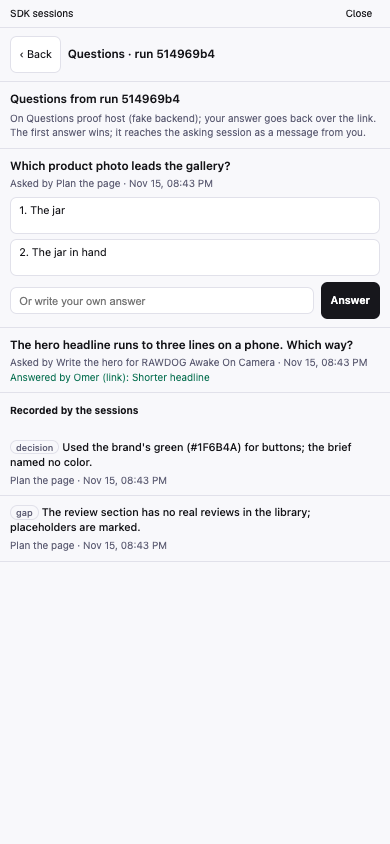 SDK sessions
Close
‹ Back
Questions · run 514969b4
Questions from run 514969b4
On Questions proof host (fake backend); your answer goes back over the link.
The first answer wins; it reaches the asking session as a message from you.
Which product photo leads the gallery?
Asked by Plan the page · Nov 15, 08:43 PM
1. The jar
2. The jar in hand
Or write your own answer
Answer
The hero headline runs to three lines on a phone. Which way?
Asked by Write the hero for RAWDOG Awake On Camera · Nov 15, 08:43 PM
Answered by Omer (link): Shorter headline
Recorded by the sessions
decision Used the brand's green (#1F6B4A) for buttons; the brief
named no color.
Plan the page · Nov 15, 08:43 PM
gap The review section has no real reviews in the library;
placeholders are marked.
Plan the page · Nov 15, 08:43 PM